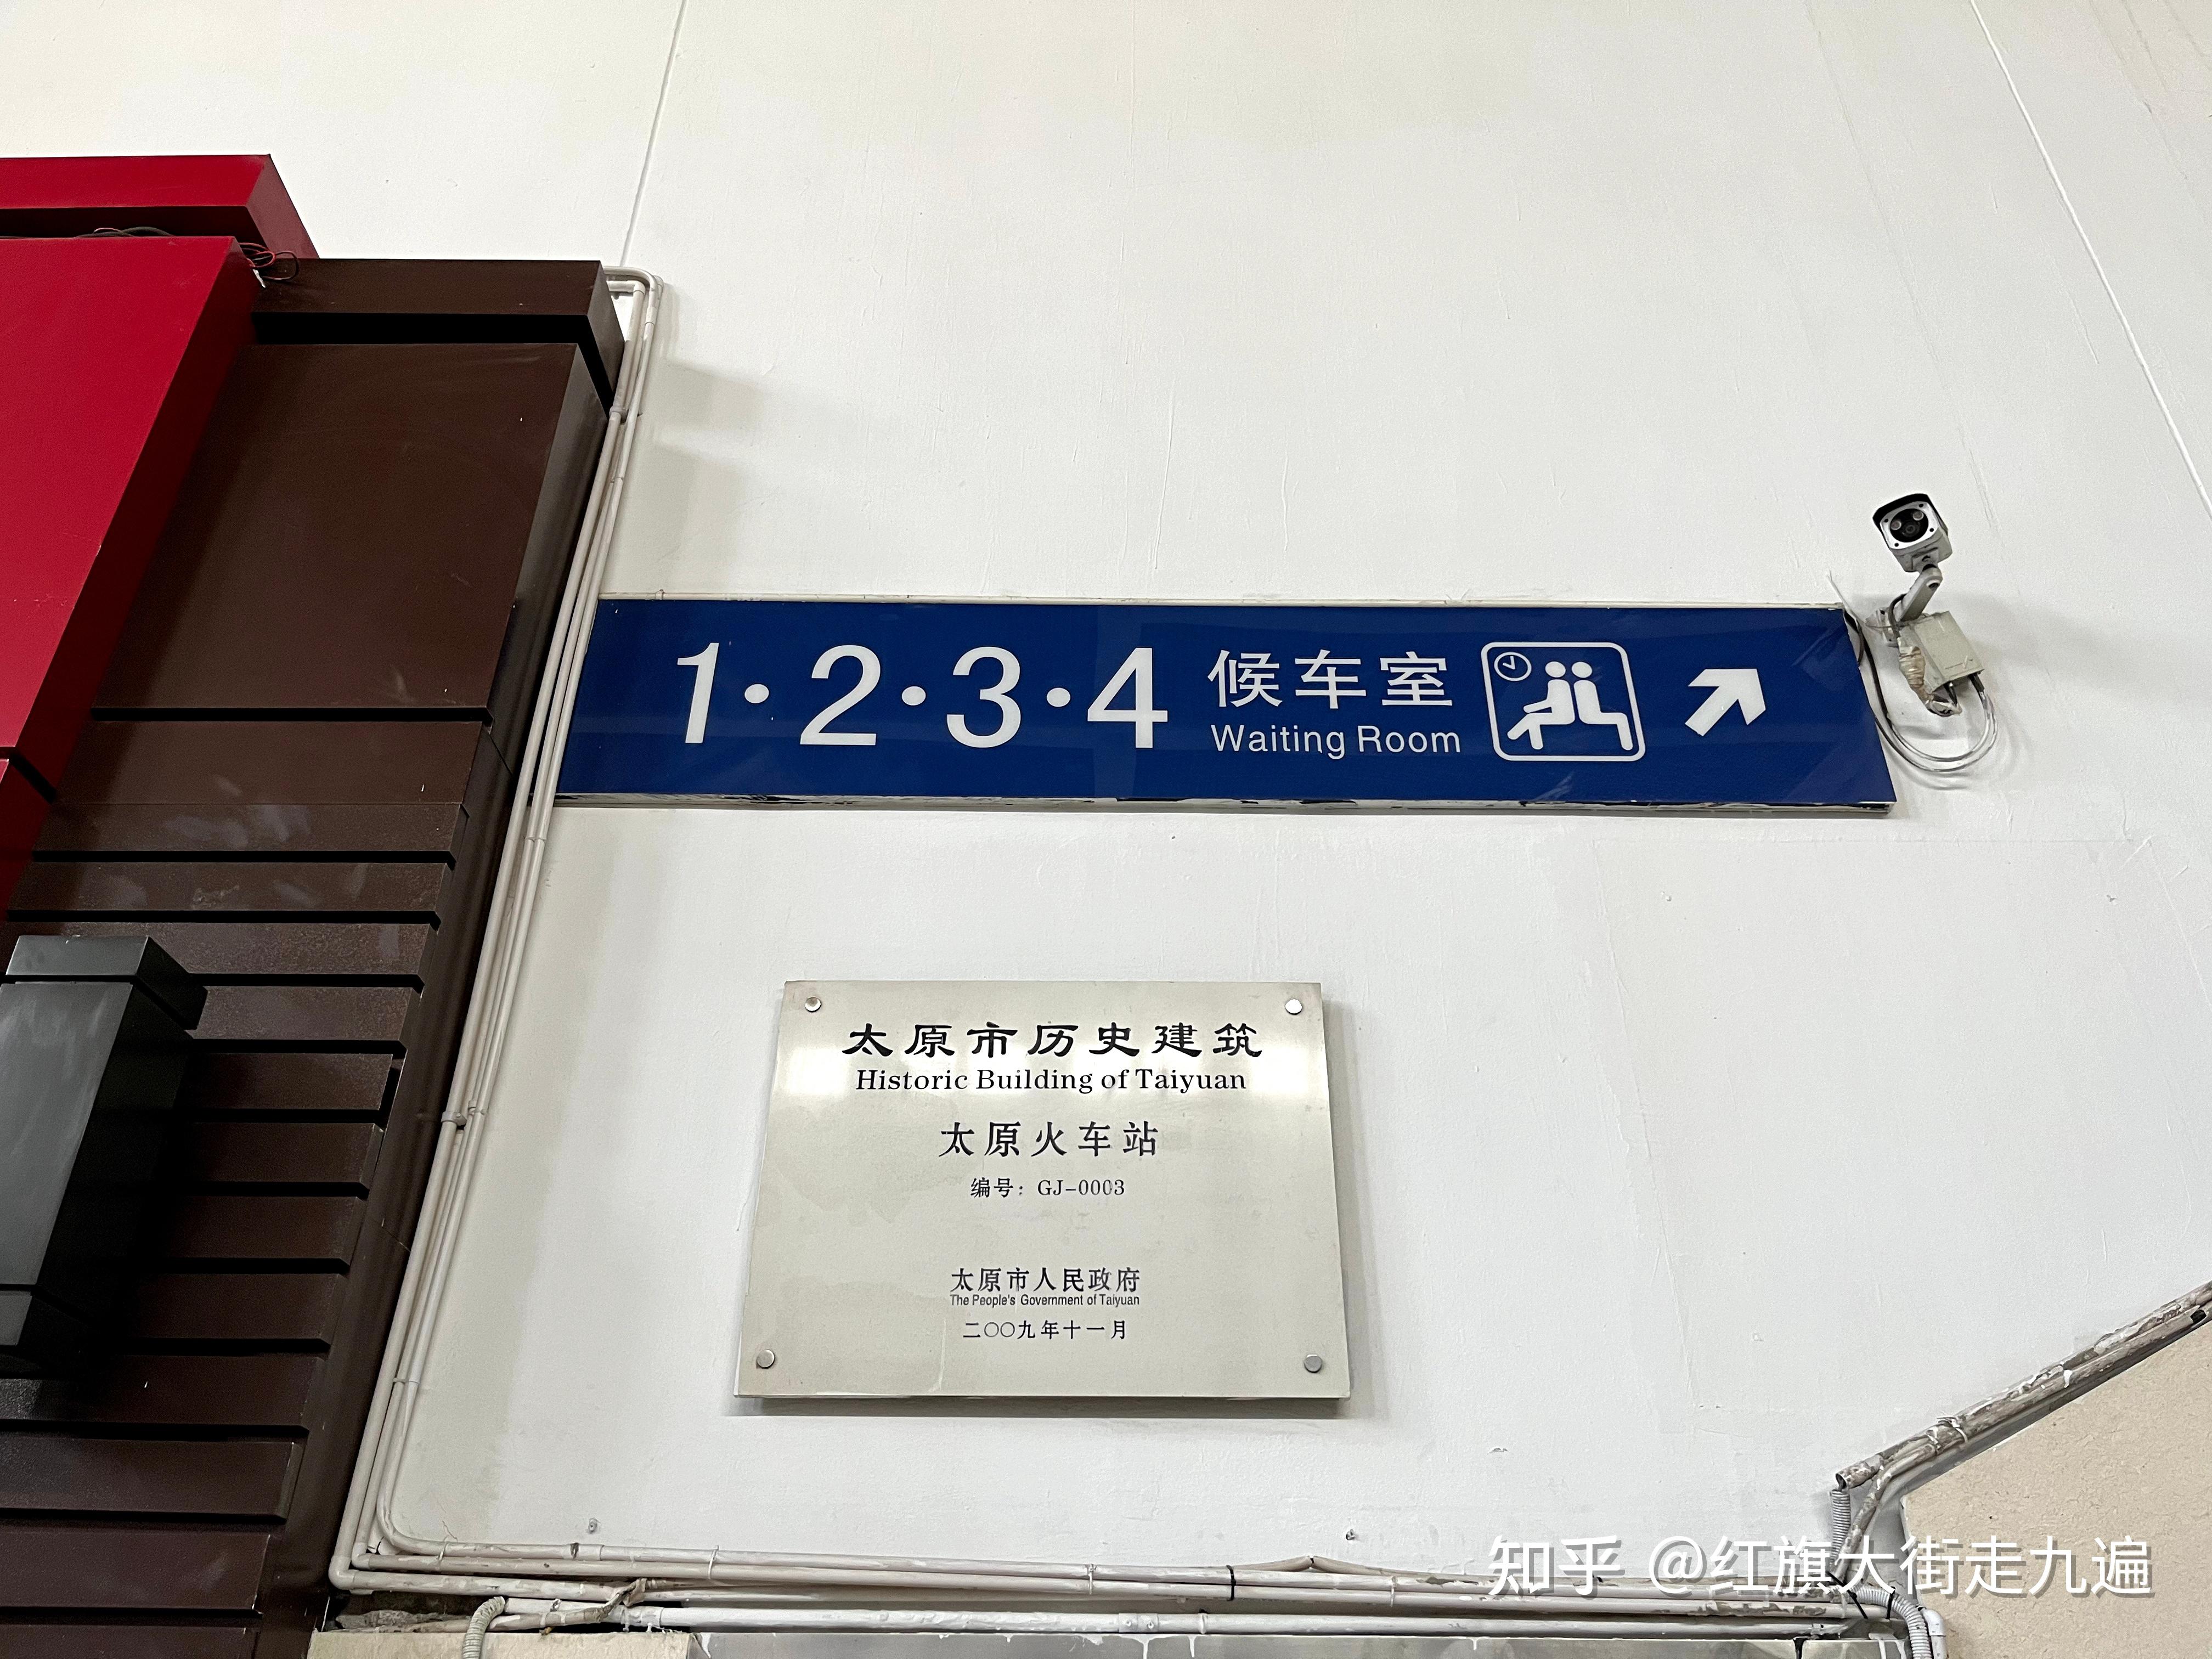 1·2·3·4 候车室
Waiting Room
太原市历史建筑
Historic Building of Taiyuan
太原火车站
编号：GJ-0003
太原市人民政府
The People's Government of Taiyuan
二〇〇九年十一月
知乎 @红旗大街走九遍